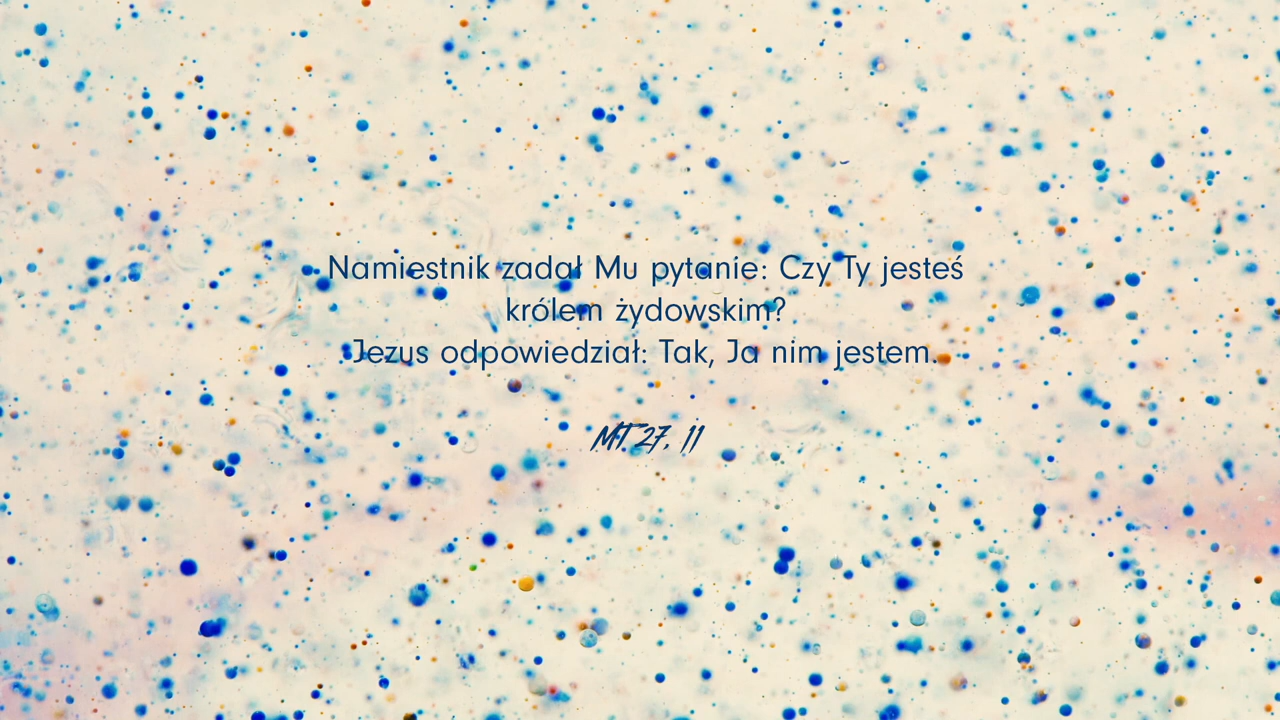 Namiestnik zadał Mu pytanie: Czy Ty jesteś
królem żydowskim?
Jezus odpowiedział: Tak, Ja nim jestem.
MT 27, 11